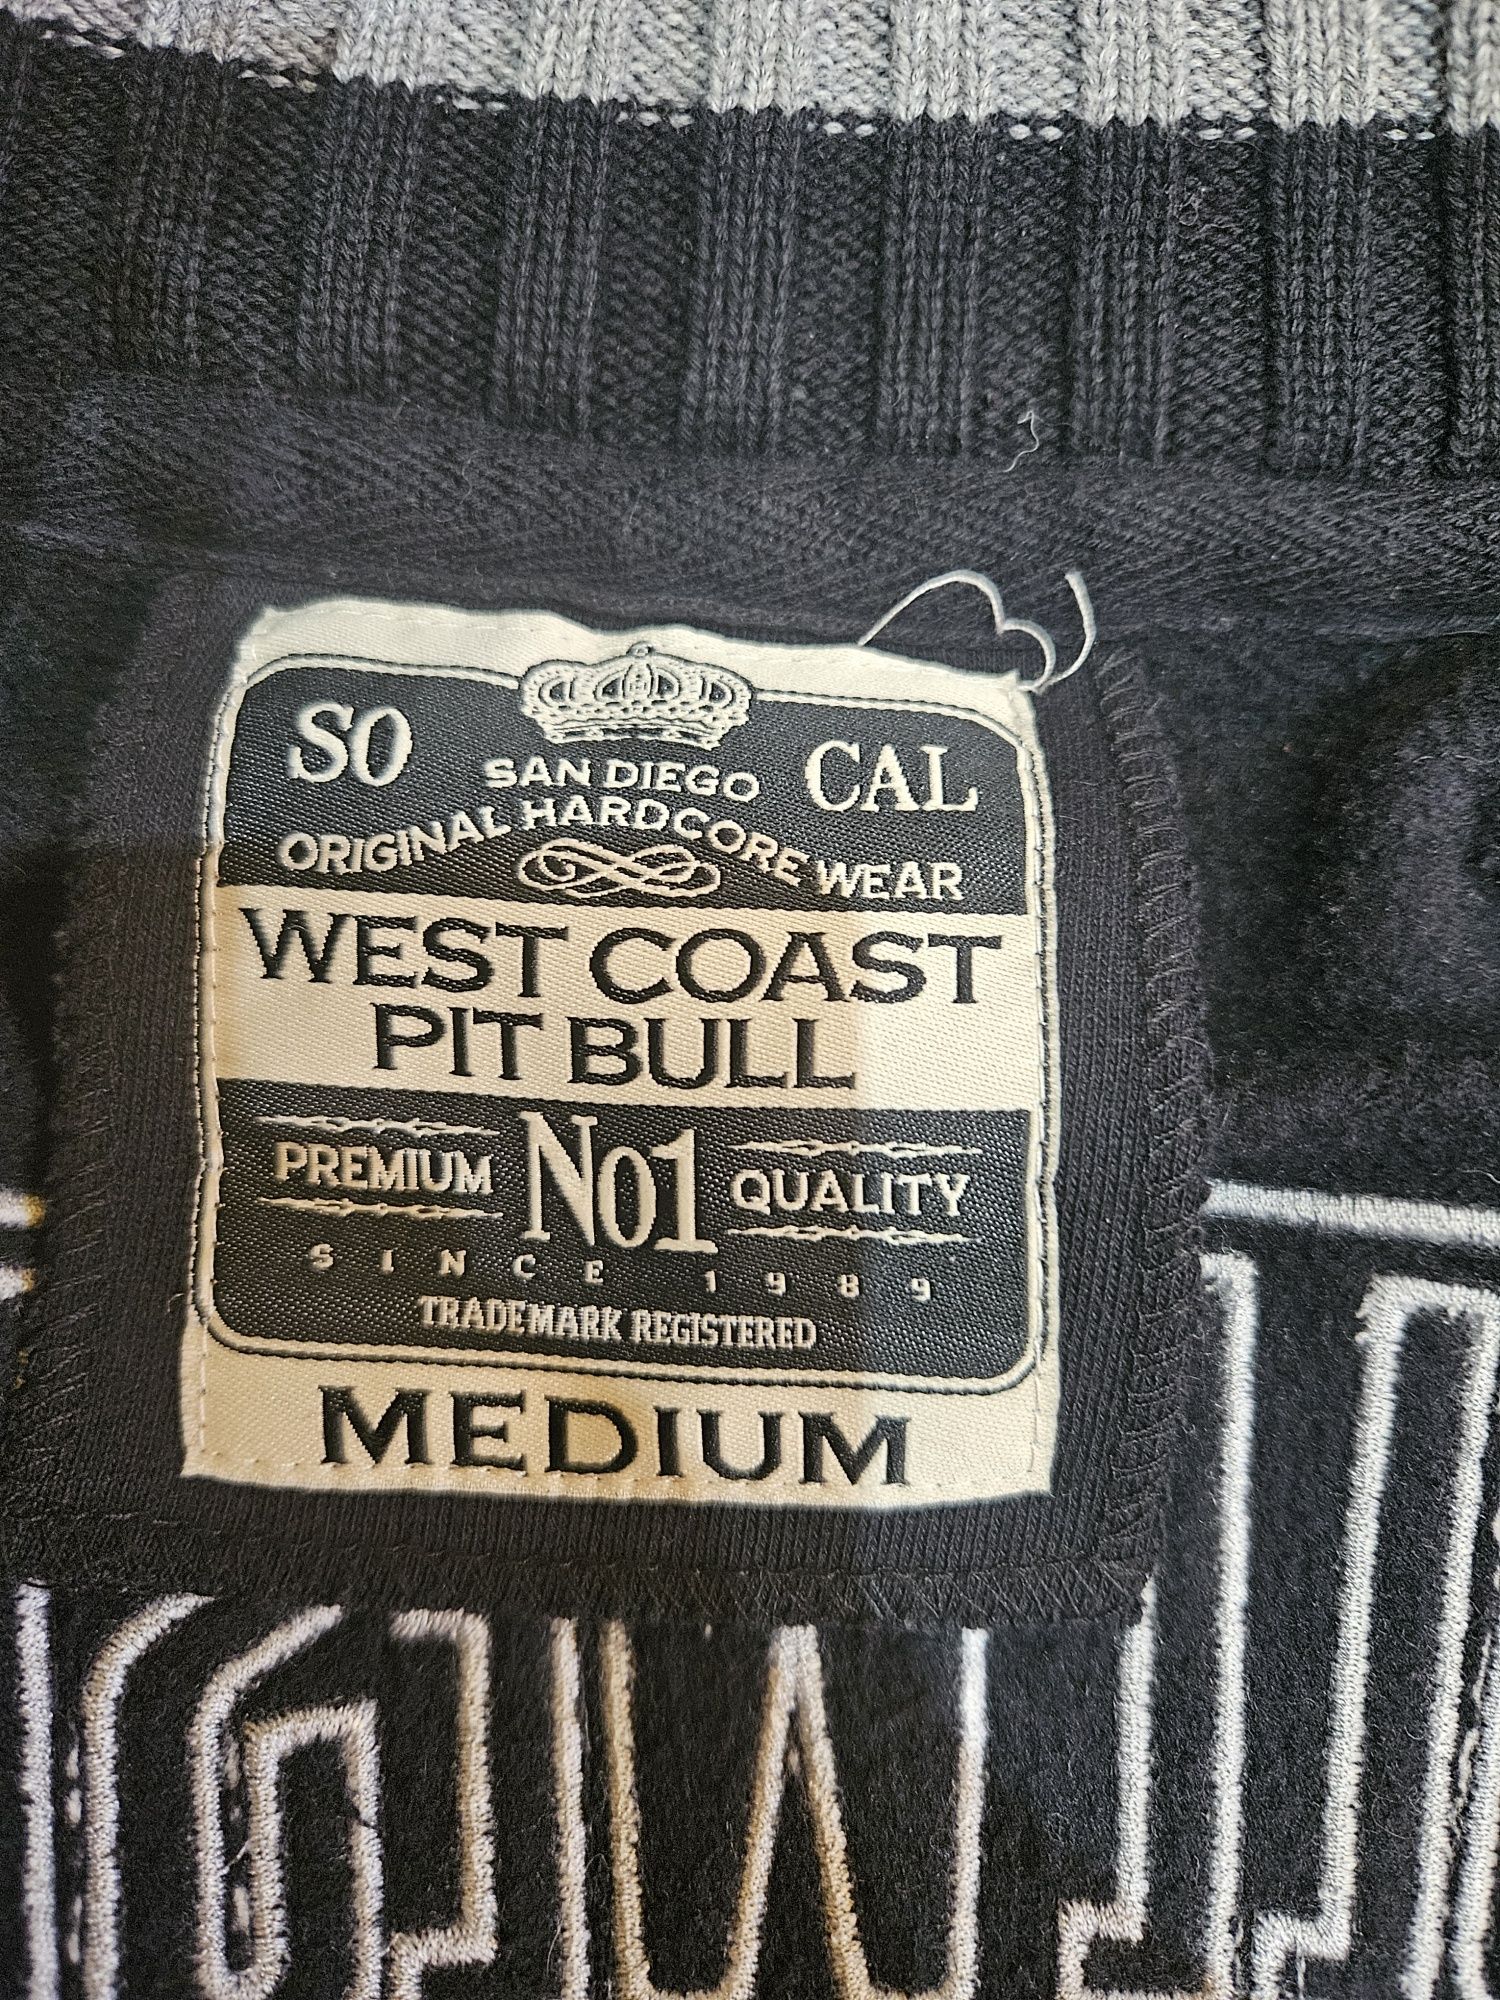 SO CAL
SAN DIEGO
ORIGINAL HARDCORE WEAR
WEST COAST
PIT BULL
PREMIUM No1 QUALITY
SINCE 1989
TRADEMARK REGISTERED
MEDIUM